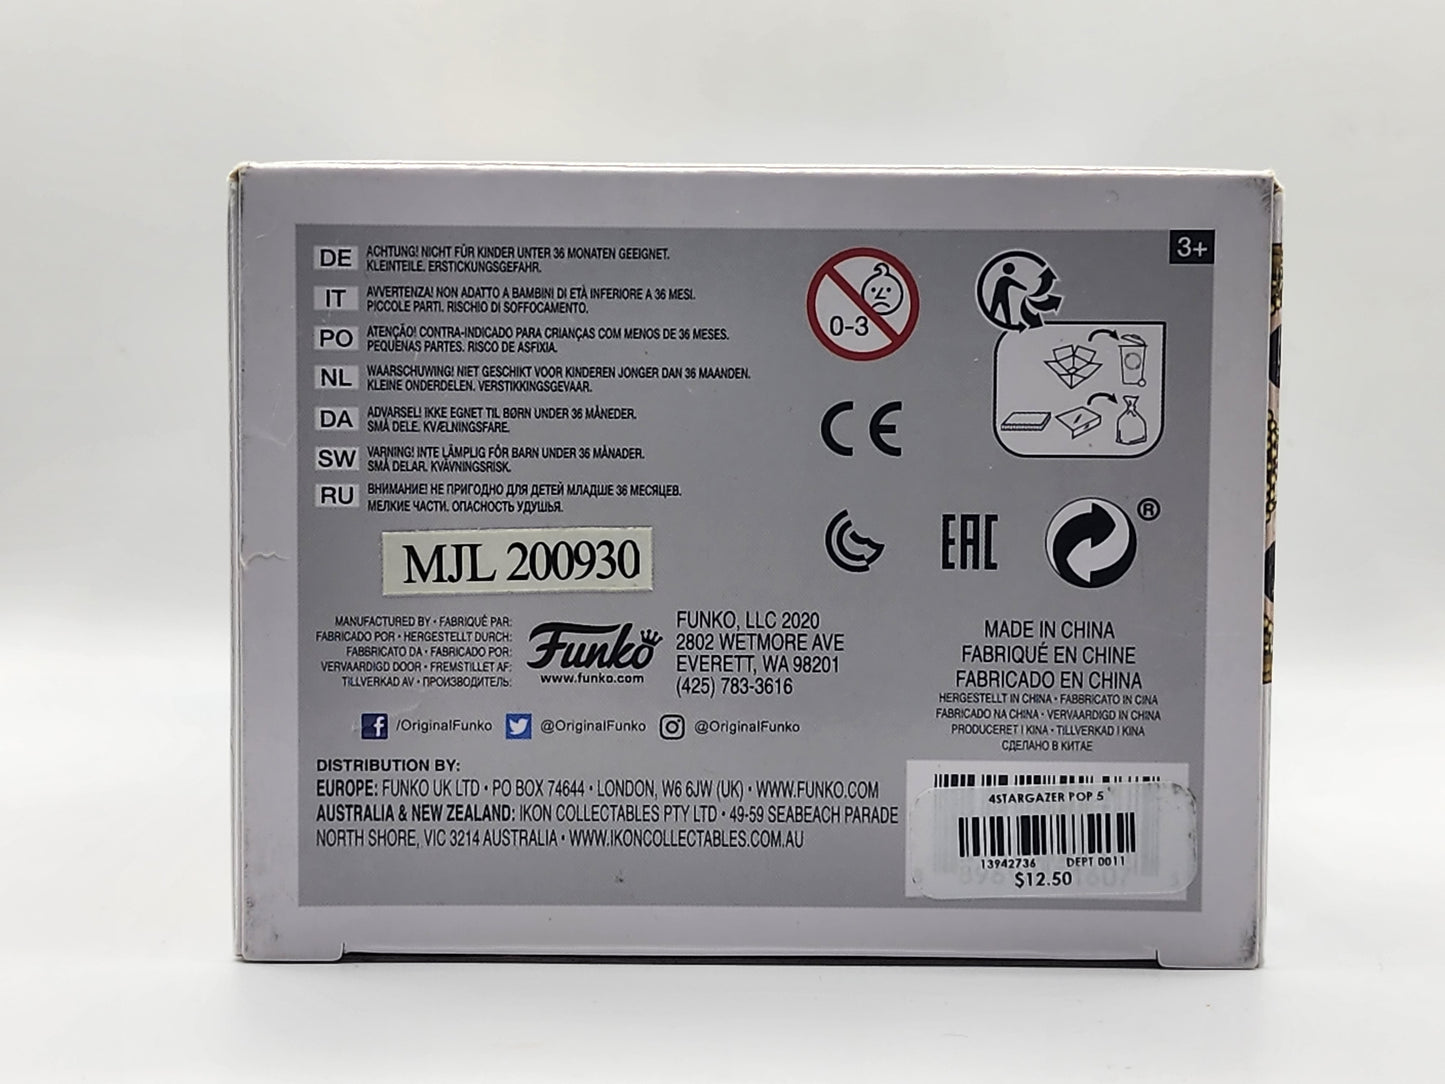 3+
DE ACHTUNG! NICHT FÜR KINDER UNTER 36 MONATEN GEEIGNET.
KLEINTEILE. ERSTICKUNGSGEFAHR.
IT AVVERTENZA! NON ADATTO A BAMBINI DI ETÀ INFERIORE A 36 MESI.
PICCOLE PARTI. RISCHIO DI SOFFOCAMENTO.
PO ATENÇÃO! CONTRA-INDICADO PARA CRIANÇAS COM MENOS DE 36 MESES.
PEQUENAS PARTES. RISCO DE ASFIXIA.
NL WAARSCHUWING! NIET GESCHIKT VOOR KINDEREN JONGER DAN 36 MAANDEN.
KLEINE ONDERDELEN. VERSTIKKINGSGEVAAR.
DA ADVARSEL! IKKE EGNET TIL BØRN UNDER 36 MÅNEDER.
SMÅ DELE. KVÆLNINGSFARE.
SW VARNING! INTE LÄMPLIG FÖR BARN UNDER 36 MÅNADER.
SMÅ DELAR. KVÄVNINGSRISK.
RU ВНИМАНИЕ! НЕ ПРИГОДНО ДЛЯ ДЕТЕЙ МЛАДШЕ 36 МЕСЯЦЕВ.
МЕЛКИЕ ЧАСТИ. ОПАСНОСТЬ УДУШЬЯ.
0-3
CE
EAC
®
MJL 200930
MANUFACTURED BY • FABRIQUÉ PAR:
FABRICADO POR • HERGESTELLT DURCH:
FABBRICATO DA • FABRICADO POR:
VERVAARDIGD DOOR • FREMSTILLET AF:
TILLVERKAD AV • ПРОИЗВОДИТЕЛЬ:
Funko
www.funko.com
FUNKO, LLC 2020
2802 WETMORE AVE
EVERETT, WA 98201
(425) 783-3616
MADE IN CHINA
FABRIQUÉ EN CHINE
FABRICADO EN CHINA
HERGESTELLT IN CHINA • FABBRICATO IN CINA
FABRICADO NA CHINA • VERVAARDIGD IN CHINA
PRODUCERET I KINA • TILLVERKAD I KINA
СДЕЛАНО В КИТАЕ
/OriginalFunko @OriginalFunko @OriginalFunko
DISTRIBUTION BY:
EUROPE: FUNKO UK LTD • PO BOX 74644 • LONDON, W6 6JW (UK) • WWW.FUNKO.COM
AUSTRALIA & NEW ZEALAND: IKON COLLECTABLES PTY LTD • 49-59 SEABEACH PARADE
NORTH SHORE, VIC 3214 AUSTRALIA • WWW.IKONCOLLECTABLES.COM.AU
4STARGAZER POP 5
13942736 DEPT 0011
$12.50